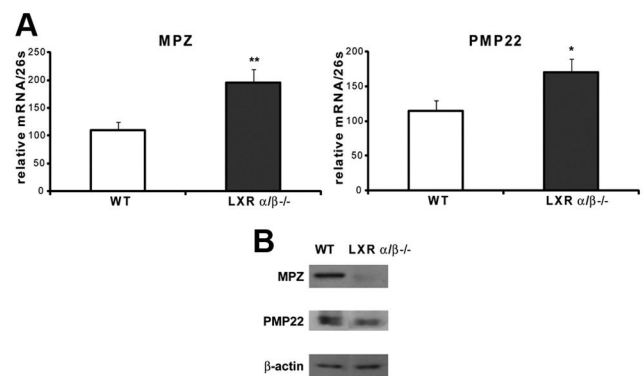 A
MPZ
relative mRNA/26s
250
200
150
100
50
0
**
WT
LXR α/β-/-
PMP22
relative mRNA/26s
200
150
100
50
0
*
WT
LXR α/β-/-
B
WT LXR α/β-/-
MPZ
PMP22
β-actin